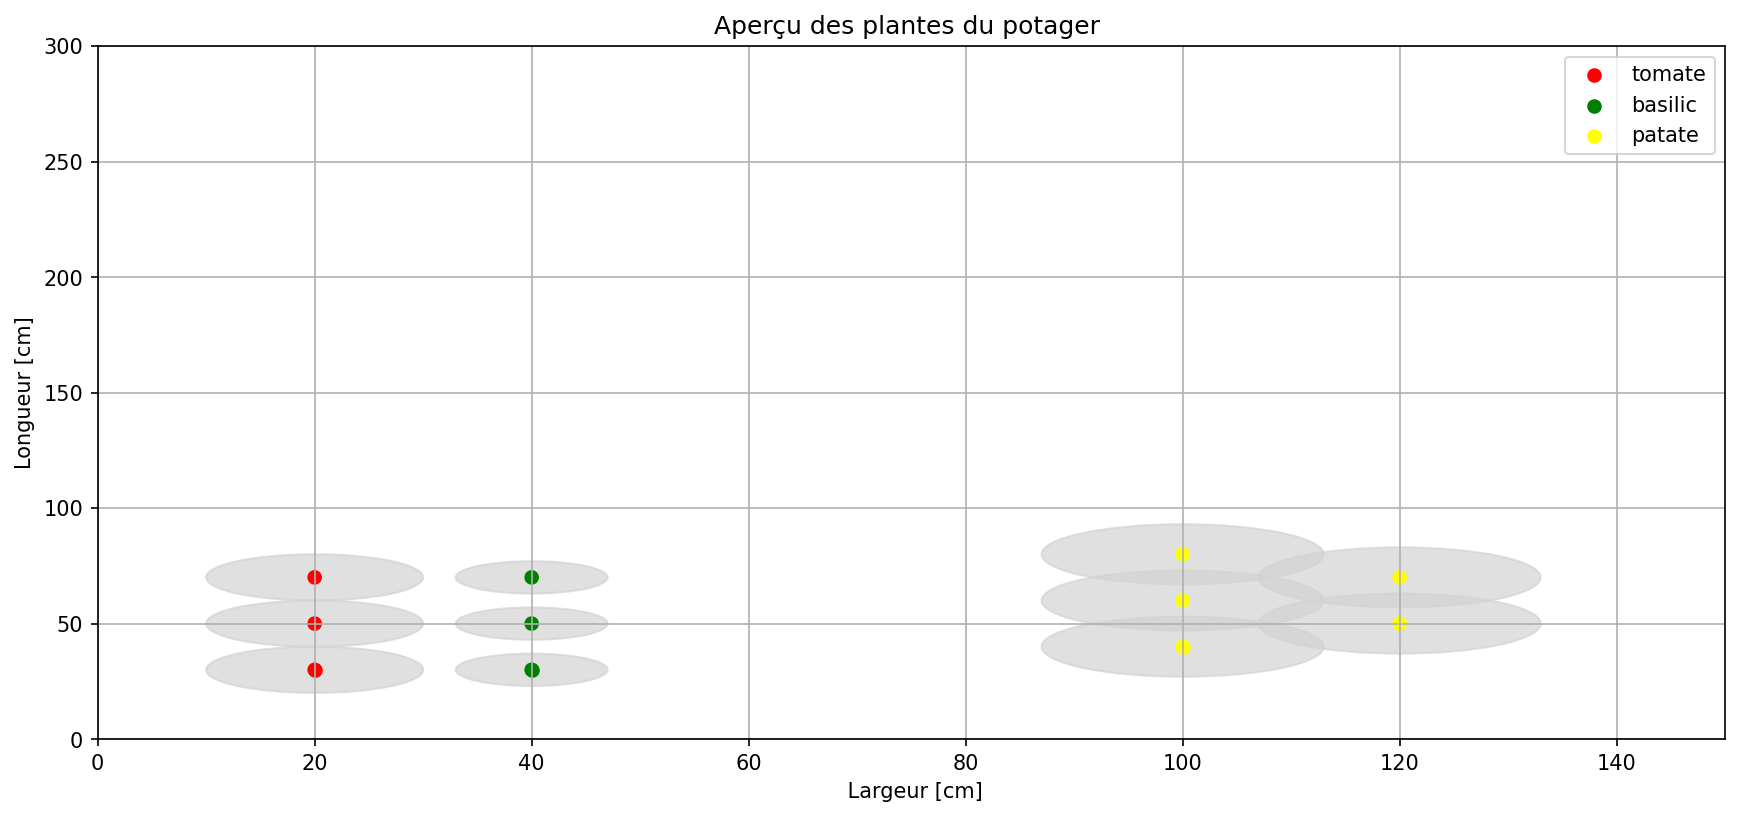 Aperçu des plantes du potager
tomate
basilic
patate
300
250
200
150
100
50
0
Longueur [cm]
0 20 40 60 80 100 120 140
Largeur [cm]